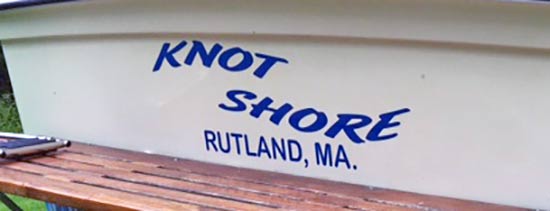 KNOT
SHORE
RUTLAND, MA.